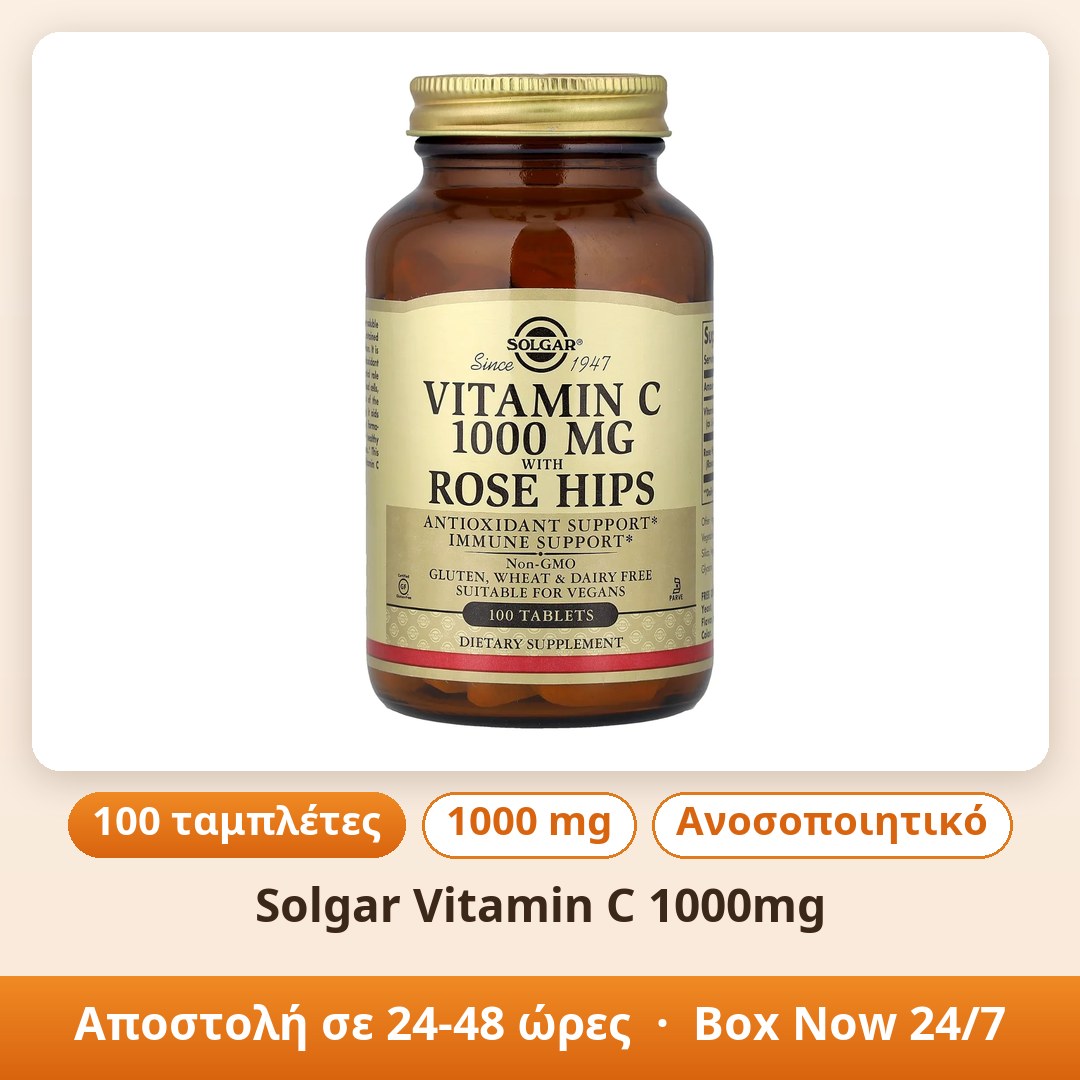 SOLGAR®
Since 1947
VITAMIN C
1000 MG
WITH
ROSE HIPS
ANTIOXIDANT SUPPORT*
IMMUNE SUPPORT*
Non-GMO
GLUTEN, WHEAT & DAIRY FREE
SUITABLE FOR VEGANS
PARVE
100 TABLETS
DIETARY SUPPLEMENT
100 ταμπλέτες
1000 mg
Ανοσοποιητικό
Solgar Vitamin C 1000mg
Αποστολή σε 24-48 ώρες · Box Now 24/7